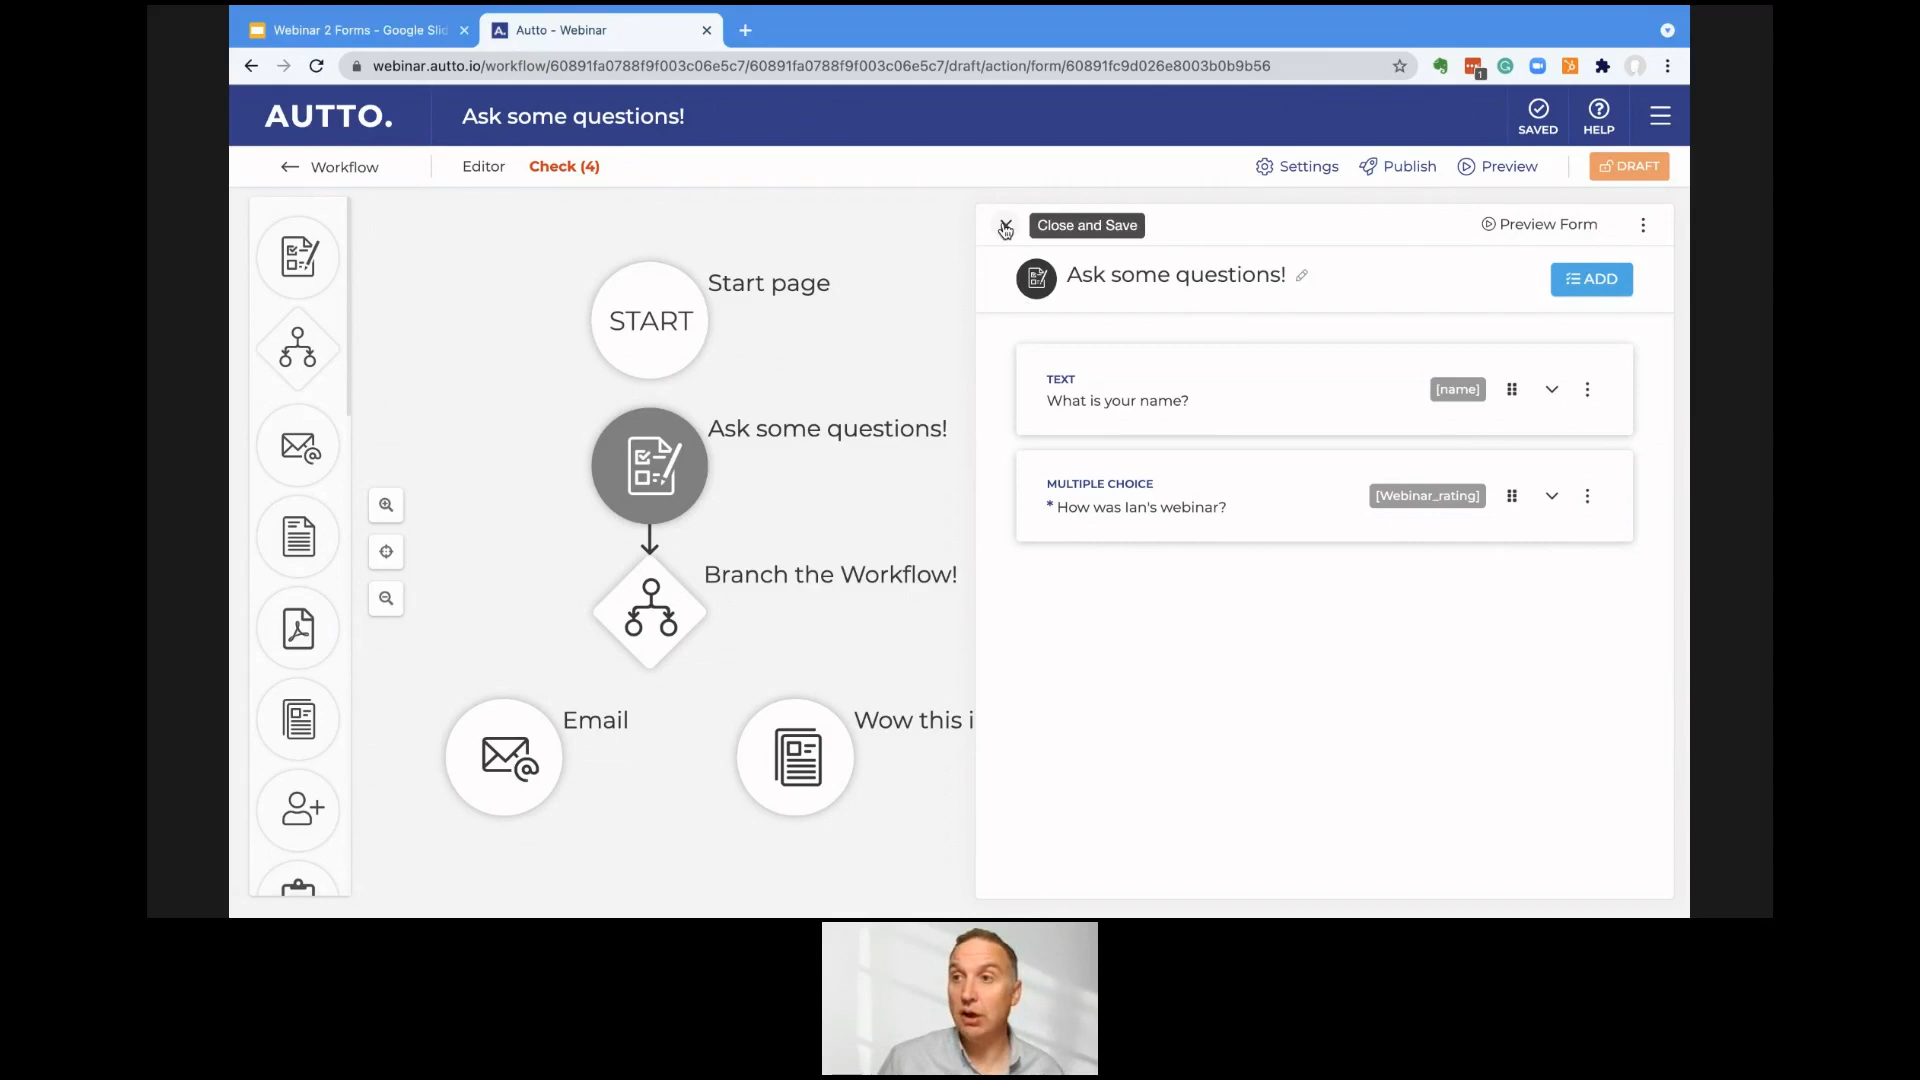 Webinar 2 Forms - Google Slid
Autto - Webinar
webinar.autto.io/workflow/60891fa0788f9f003c06e5c7/60891fa0788f9f003c06e5c7/draft/action/form/60891fc9d026e8003b0b9b56
1
AUTTO.
Ask some questions!
SAVED
HELP
Workflow
Editor
Check (4)
Settings
Publish
Preview
DRAFT
Close and Save
Preview Form
Ask some questions!
ADD
TEXT
What is your name?
[name]
MULTIPLE CHOICE
* How was Ian's webinar?
[Webinar_rating]
START
Start page
Ask some questions!
Branch the Workflow!
Email
Wow this i